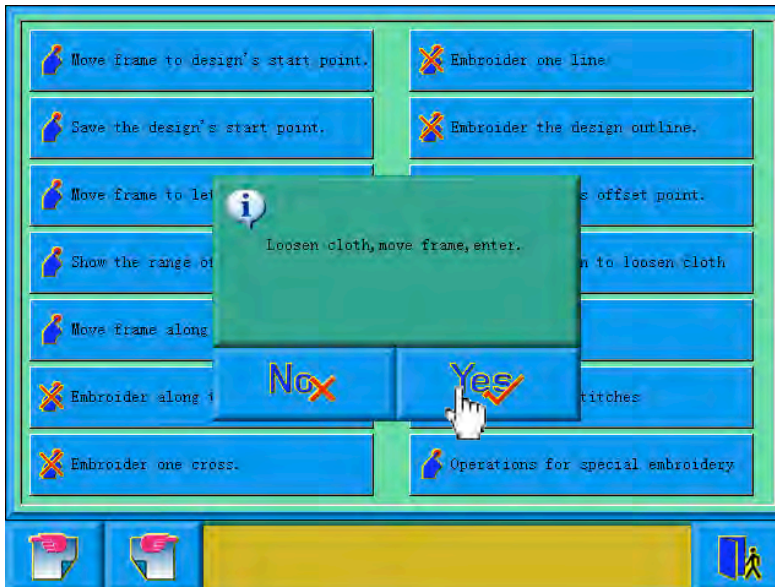 Move frame to design's start point.
Embroider one line
Save the design's start point.
Embroider the design outline.
Move frame to
offset point.
Show the range
to loosen cloth
Move frame along
Embroider along
titches
Embroider one cross.
Operations for special embroidery
Loosen cloth,move frame,enter.
No
Yes